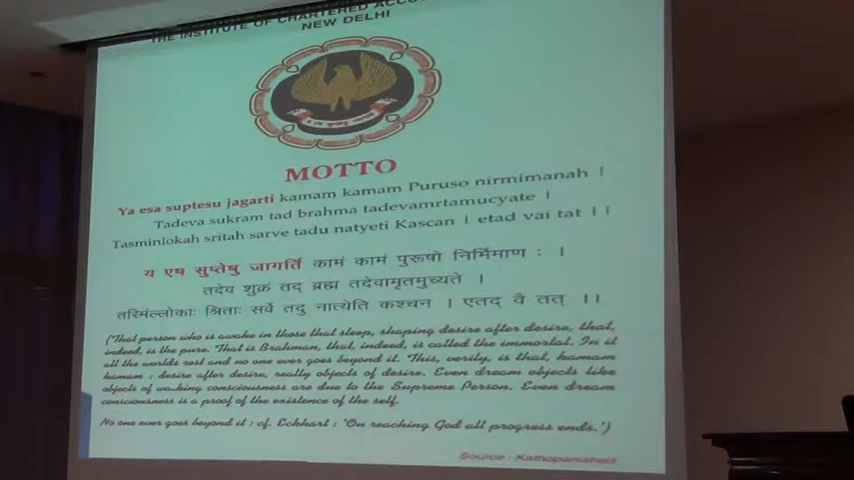 THE INSTITUTE OF CHARTERED ACCOU
NEW DELHI
MOTTO
Ya esa suptesu jagarti kamam kamam Puruso nirmimanah |
Tadeva sukram tad brahma tadevamrtamucyate |
Tasminlokah sritah sarve tadu natyeti Kascan | etad vai tat ||
य एष सुप्तेषु जागर्ति कामं कामं पुरुषो निर्मिमाण : |
तदेव शुक्रं तद् ब्रह्म तदेवामृतमुच्यते |
तस्मिंल्लोकाः श्रिताः सर्वे तदु नात्येति कश्चन | एतद् वै तत् ||
(That person who is awake in those that sleep, shaping desire after desire, that,
indeed, is the pure. That is Brahman, that, indeed, is called the immortal. In it
all the worlds rest and no one ever goes beyond it. This, verily, is that, kamam
kamam : desire after desire, really objects of desire. Even dream objects like
objects of waking consciousness are due to the Supreme Person. Even dream
consciousness is a proof of the existence of the self.
No one ever goes beyond it : cf. Eckhart : 'On reaching God all progress ends.')
Source : Kathopanishad